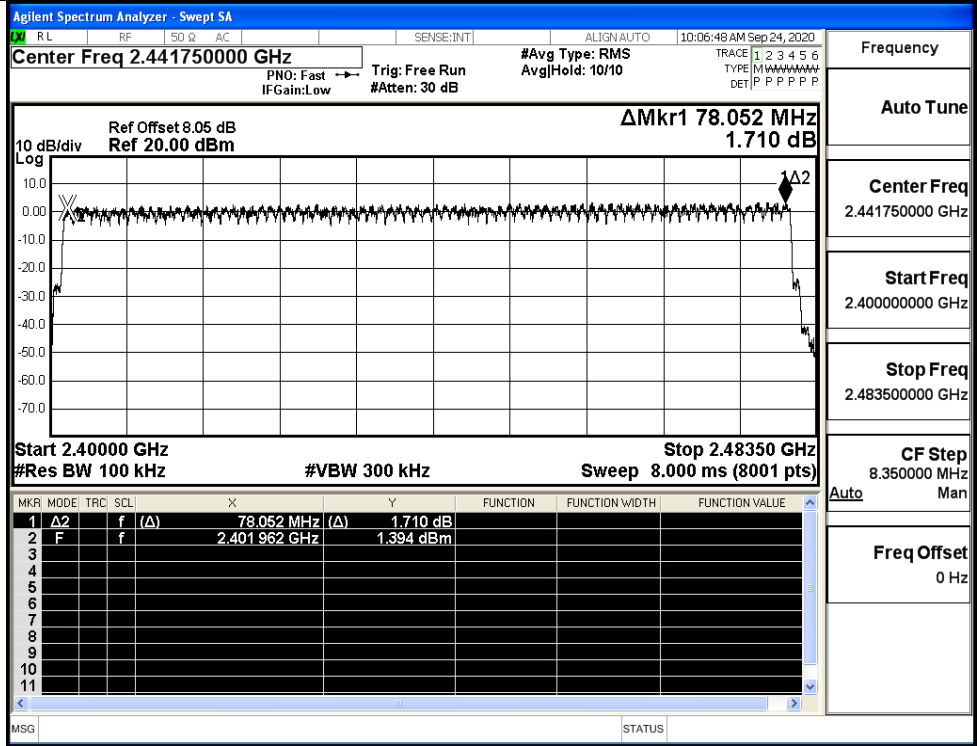 Agilent Spectrum Analyzer - Swept SA
LXI RL RF 50 Ω AC SENSE:INT ALIGNAUTO 10:06:48 AM Sep 24, 2020
Center Freq 2.441750000 GHz
PNO: Fast
IFGain:Low
Trig: Free Run
#Atten: 30 dB
#Avg Type: RMS
Avg|Hold: 10/10
TRACE 1 2 3 4 5 6
TYPE MWWWWW
DET P P P P P P
Ref Offset 8.05 dB
10 dB/div Ref 20.00 dBm
Log
ΔMkr1 78.052 MHz
1.710 dB
1Δ2
10.0
0.00
-10.0
-20.0
-30.0
-40.0
-50.0
-60.0
-70.0
Start 2.40000 GHz Stop 2.48350 GHz
#Res BW 100 kHz #VBW 300 kHz Sweep 8.000 ms (8001 pts)
MKR MODE TRC SCL X Y FUNCTION FUNCTION WIDTH FUNCTION VALUE
1 Δ2 f (Δ) 78.052 MHz (Δ) 1.710 dB
2 F f 2.401 962 GHz 1.394 dBm
3
4
5
6
7
8
9
10
11
MSG STATUS
Frequency
Auto Tune
Center Freq
2.441750000 GHz
Start Freq
2.400000000 GHz
Stop Freq
2.483500000 GHz
CF Step
8.350000 MHz
Auto Man
Freq Offset
0 Hz